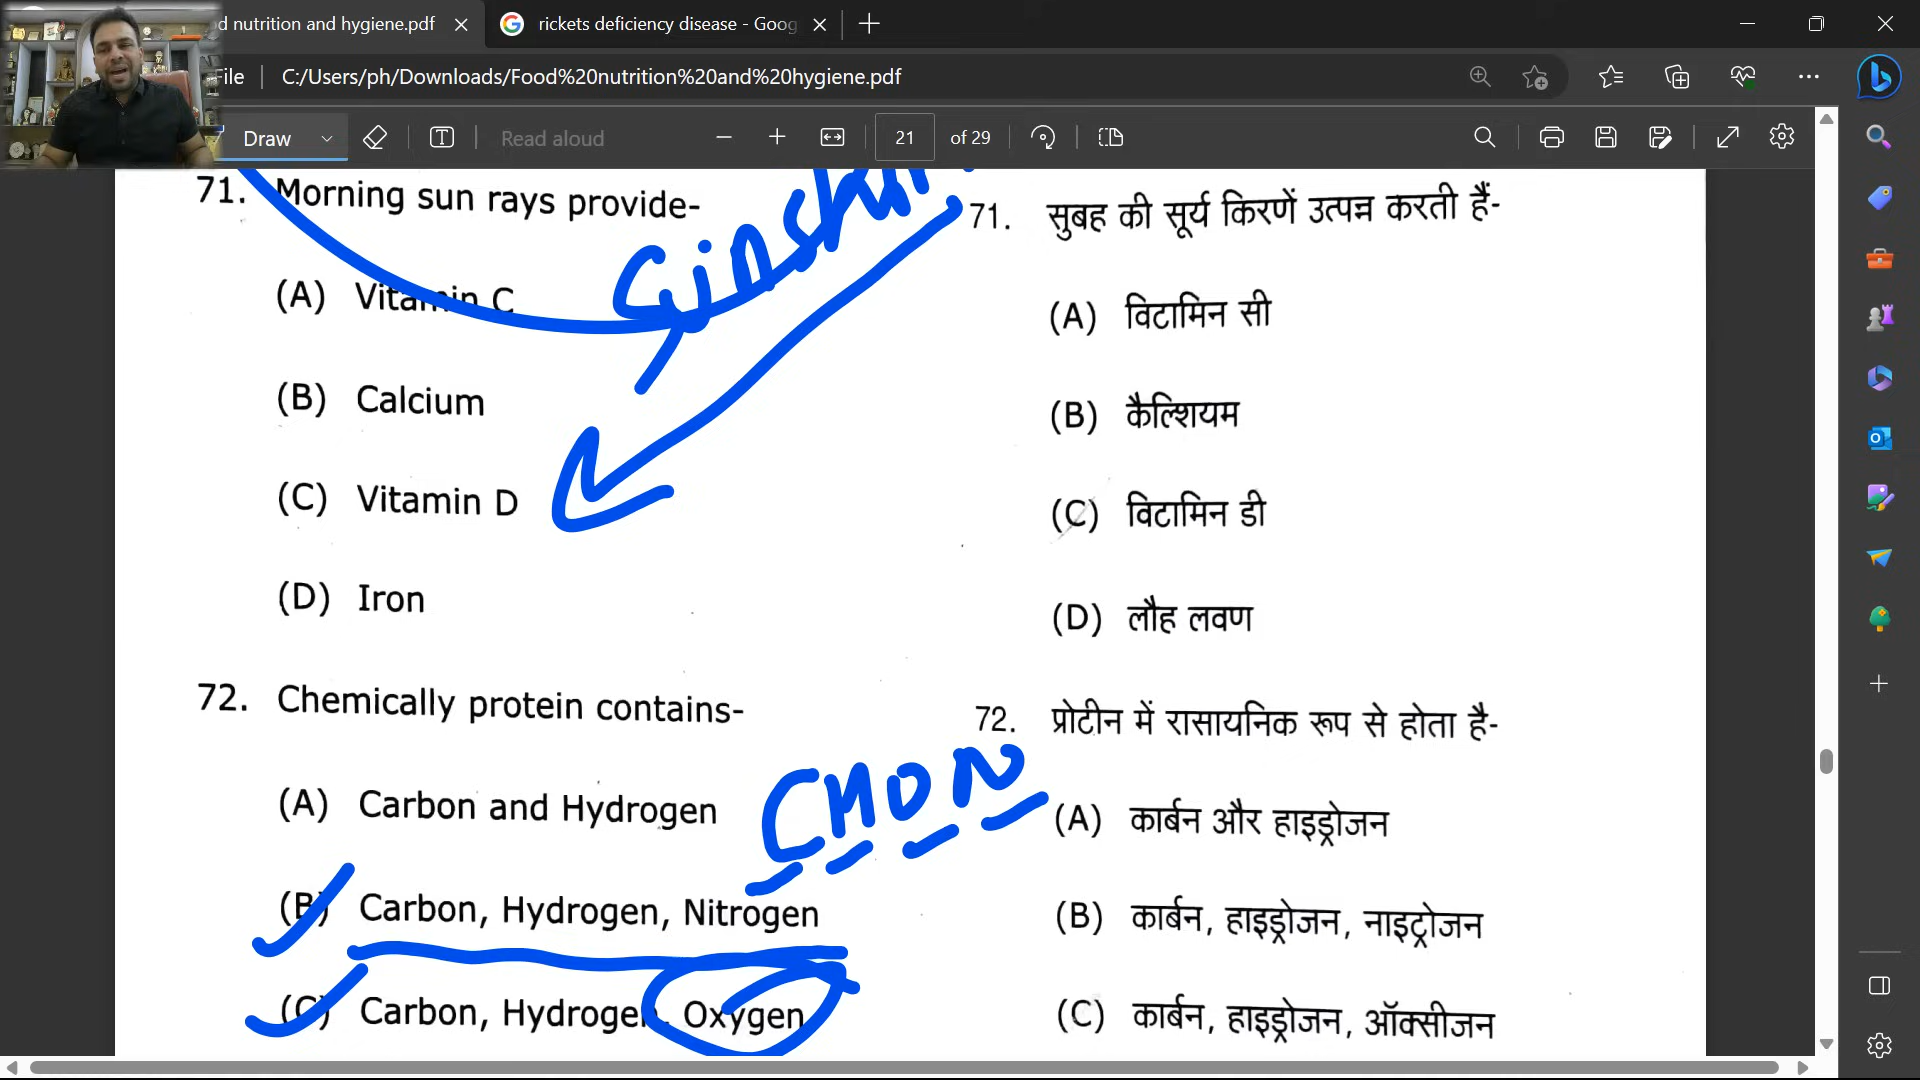 d nutrition and hygiene.pdf
rickets deficiency disease - Goog
File
C:/Users/ph/Downloads/Food%20nutrition%20and%20hygiene.pdf
Draw
Read aloud
21 of 29
71. Morning sun rays provide-
(A) Vitamin C
(B) Calcium
(C) Vitamin D
(D) Iron
72. Chemically protein contains-
CHON
(A) Carbon and Hydrogen
(B) Carbon, Hydrogen, Nitrogen
(C) Carbon, Hydrogen, Oxygen
71. सुबह की सूर्य किरणें उत्पन्न करती हैं-
(A) विटामिन सी
(B) कैल्शियम
(C) विटामिन डी
(D) लौह लवण
72. प्रोटीन में रासायनिक रूप से होता है-
(A) कार्बन और हाइड्रोजन
(B) कार्बन, हाइड्रोजन, नाइट्रोजन
(C) कार्बन, हाइड्रोजन, ऑक्सीजन